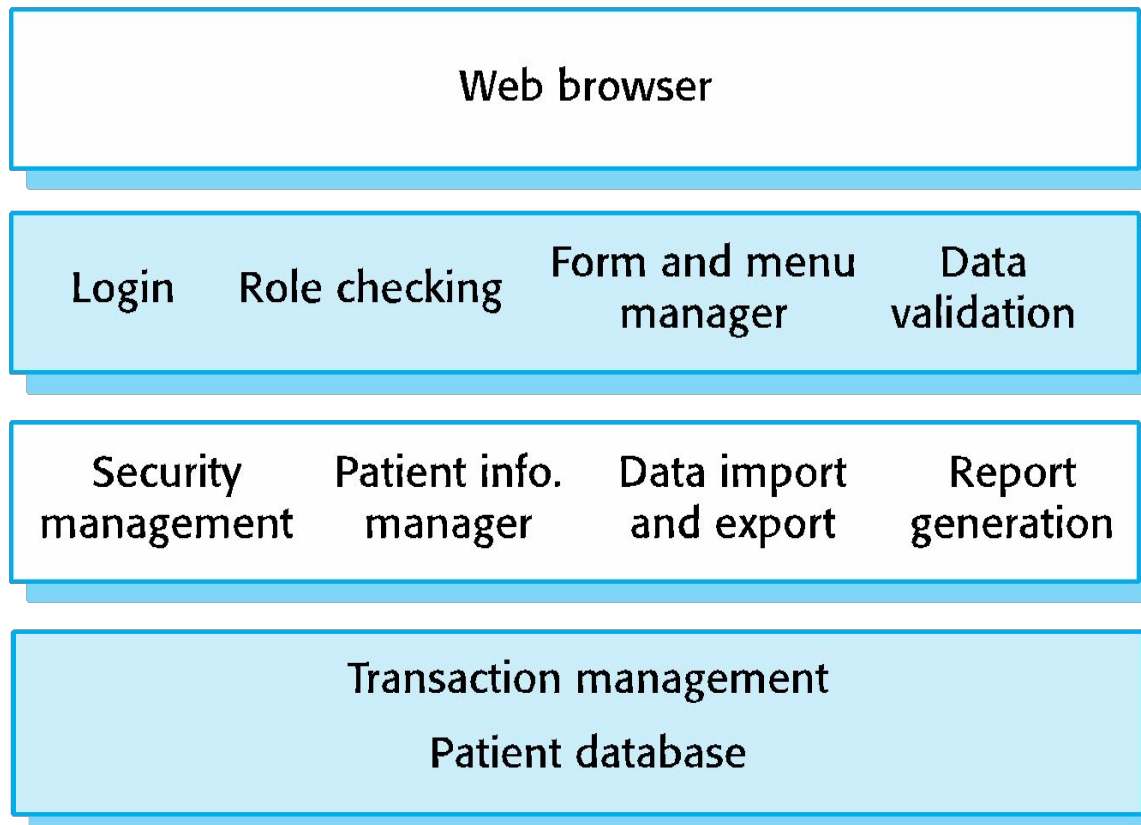 Web browser
Login Role checking Form and menu manager Data validation
Security management Patient info. manager Data import and export Report generation
Transaction management
Patient database